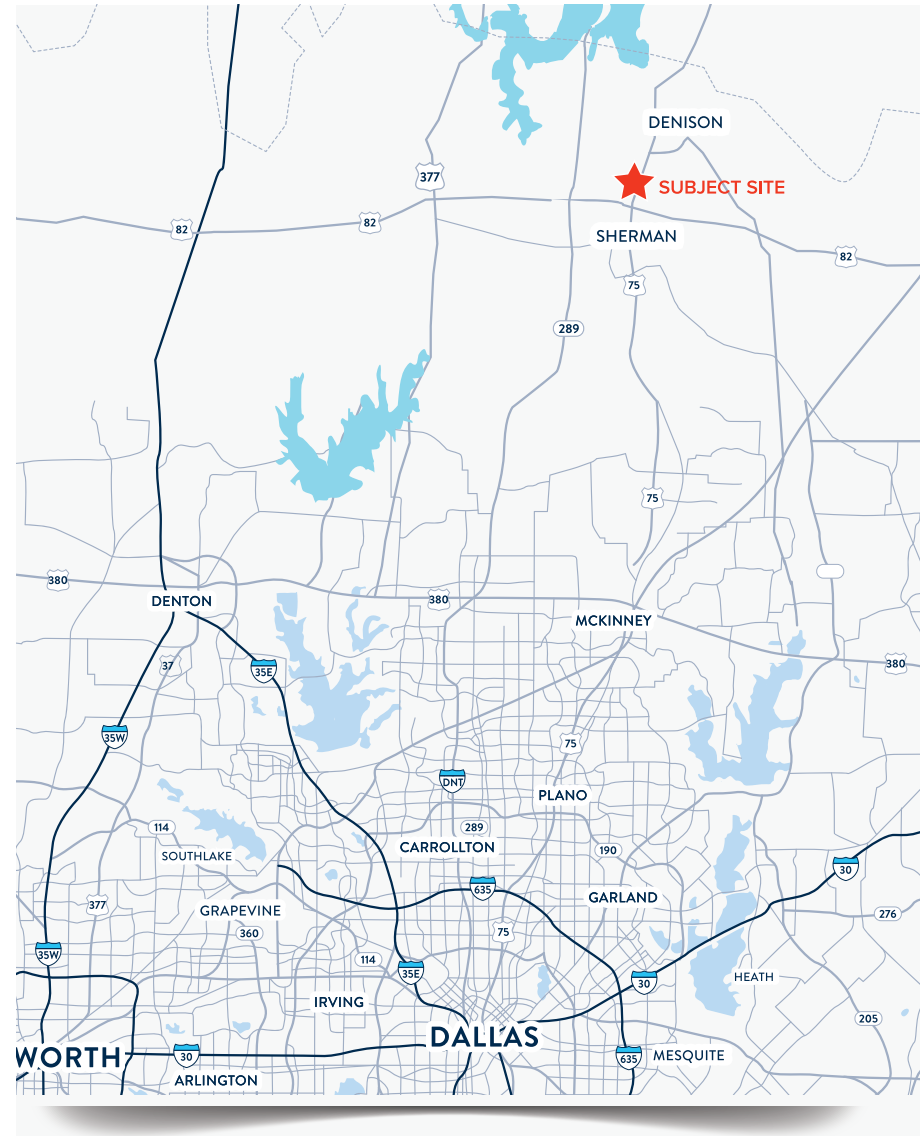 DENISON
377
SUBJECT SITE
82
82
SHERMAN
82
75
289
75
380
DENTON
380
MCKINNEY
37
35E
380
35W
75
DNT
PLANO
114
289
CARROLLTON
190
SOUTHLAKE
30
635
GARLAND
377
GRAPEVINE
276
360
75
35W
114
35E
30
HEATH
IRVING
205
DALLAS
WORTH
30
635
MESQUITE
ARLINGTON